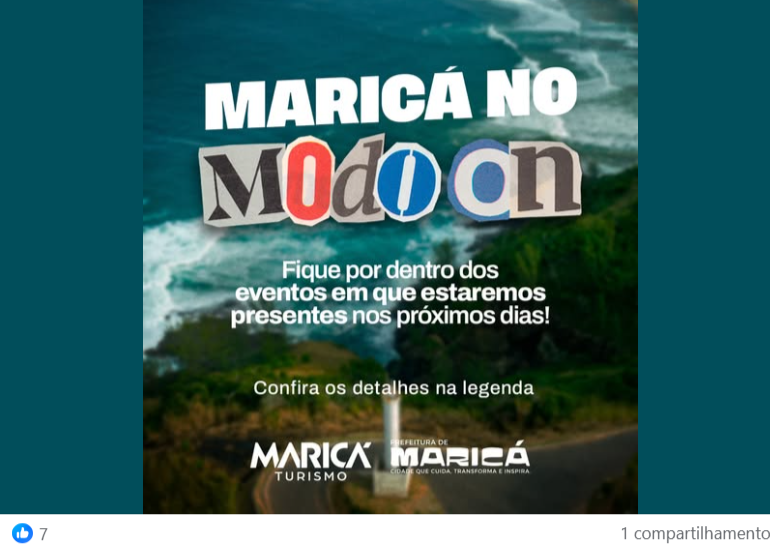 MARICÁ NO
Modo on
Fique por dentro dos
eventos em que estaremos
presentes nos próximos dias!
Confira os detalhes na legenda
MARICÁ
TURISMO
PREFEITURA DE
MARICÁ
CIDADE QUE CUIDA, TRANSFORMA E INSPIRA
7
1 compartilhamento